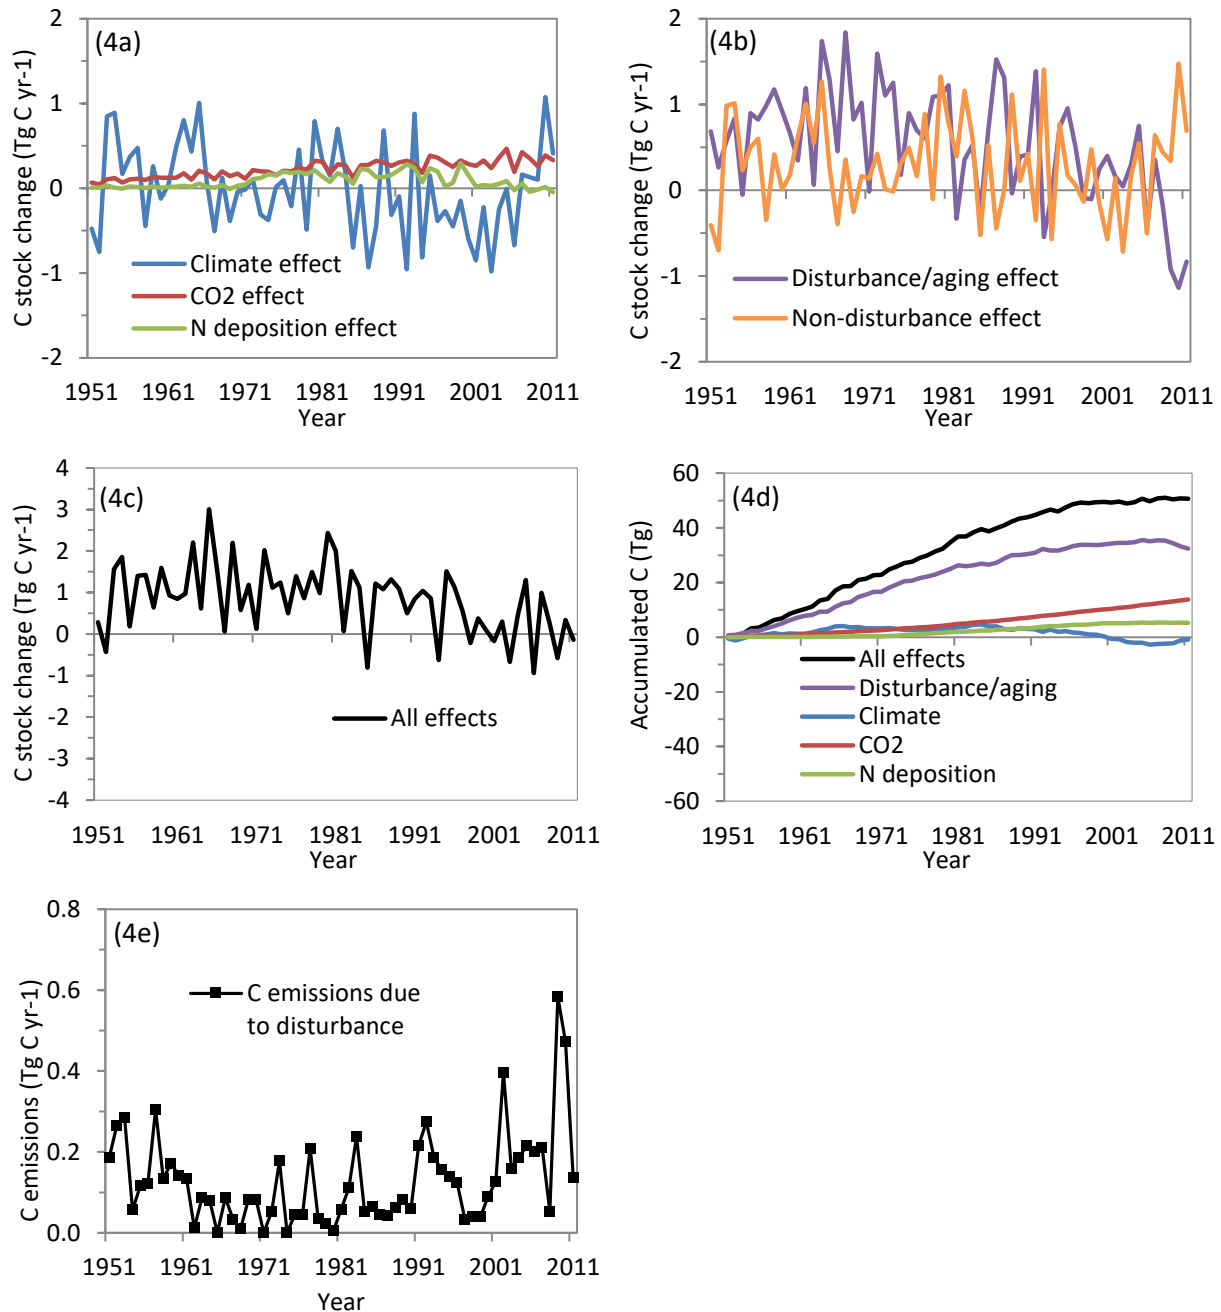 (4a)
C stock change (Tg C yr-1)
2
1
0
-1
-2
Climate effect
CO2 effect
N deposition effect
1951 1961 1971 1981 1991 2001 2011
Year
(4b)
C stock change (Tg C yr-1)
2
1
0
-1
-2
Disturbance/aging effect
Non-disturbance effect
1951 1961 1971 1981 1991 2001 2011
Year
(4c)
C stock change (Tg C yr-1)
4
3
2
1
0
-1
-2
-3
-4
All effects
1951 1961 1971 1981 1991 2001 2011
Year
(4d)
Accumulated C (Tg)
60
40
20
0
-20
-40
-60
All effects
Disturbance/aging
Climate
CO2
N deposition
1951 1961 1971 1981 1991 2001 2011
Year
(4e)
C emissions (Tg C yr-1)
0.8
0.6
0.4
0.2
0.0
C emissions due
to disturbance
1951 1961 1971 1981 1991 2001 2011
Year